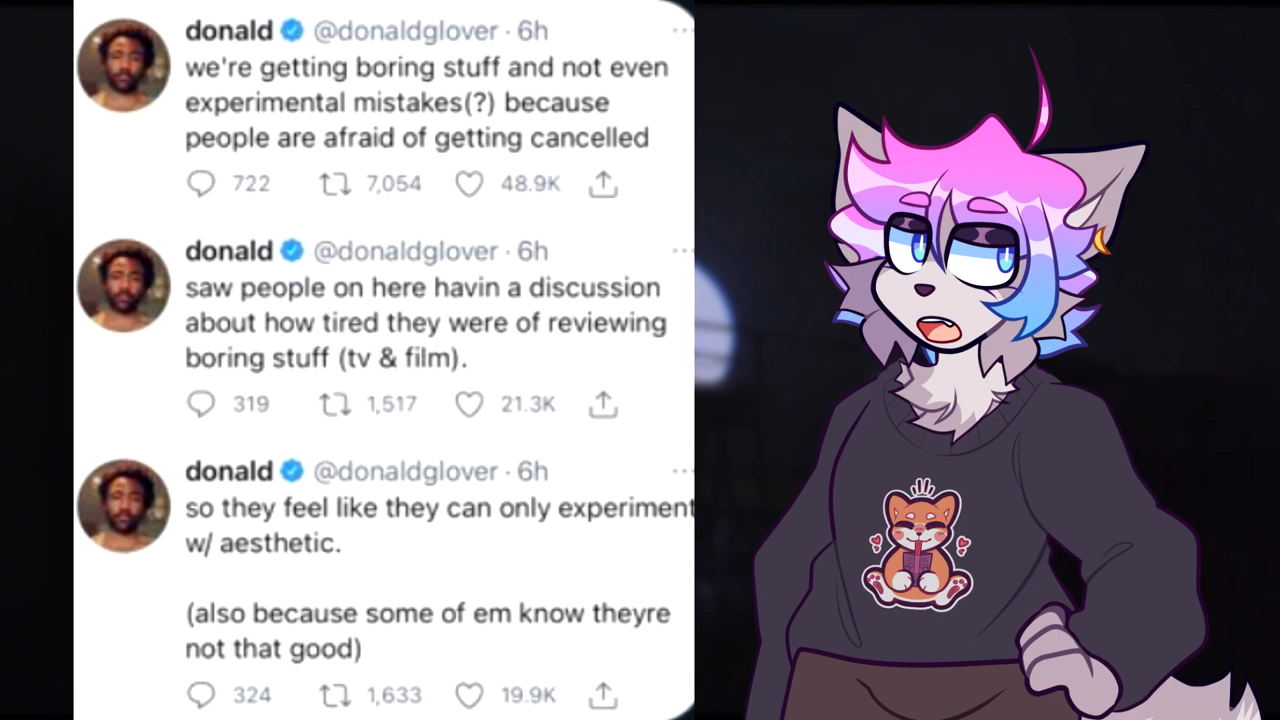 donald @donaldglover · 6h
we're getting boring stuff and not even
experimental mistakes(?) because
people are afraid of getting cancelled
722 7,054 48.9K
donald @donaldglover · 6h
saw people on here havin a discussion
about how tired they were of reviewing
boring stuff (tv & film).
319 1,517 21.3K
donald @donaldglover · 6h
so they feel like they can only experiment
w/ aesthetic.
(also because some of em know theyre
not that good)
324 1,633 19.9K